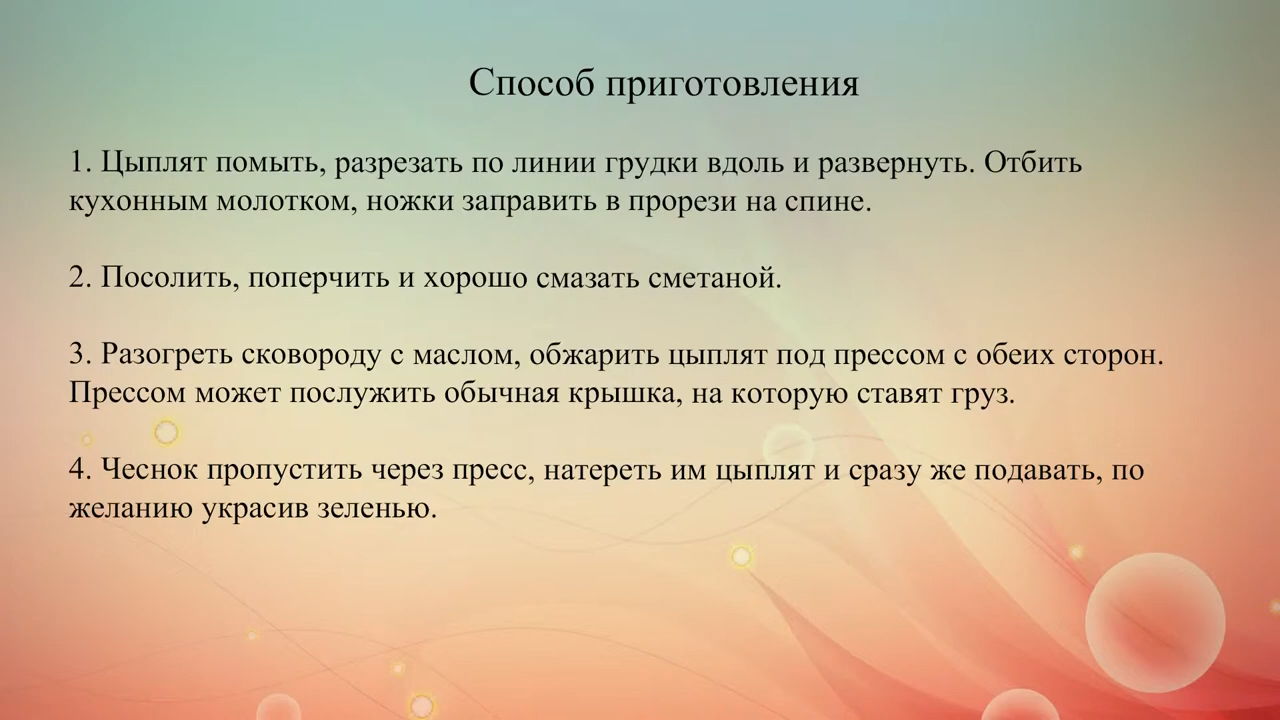 Способ приготовления
1. Цыплят помыть, разрезать по линии грудки вдоль и развернуть. Отбить
кухонным молотком, ножки заправить в прорези на спине.
2. Посолить, поперчить и хорошо смазать сметаной.
3. Разогреть сковороду с маслом, обжарить цыплят под прессом с обеих сторон.
Прессом может послужить обычная крышка, на которую ставят груз.
4. Чеснок пропустить через пресс, натереть им цыплят и сразу же подавать, по
желанию украсив зеленью.